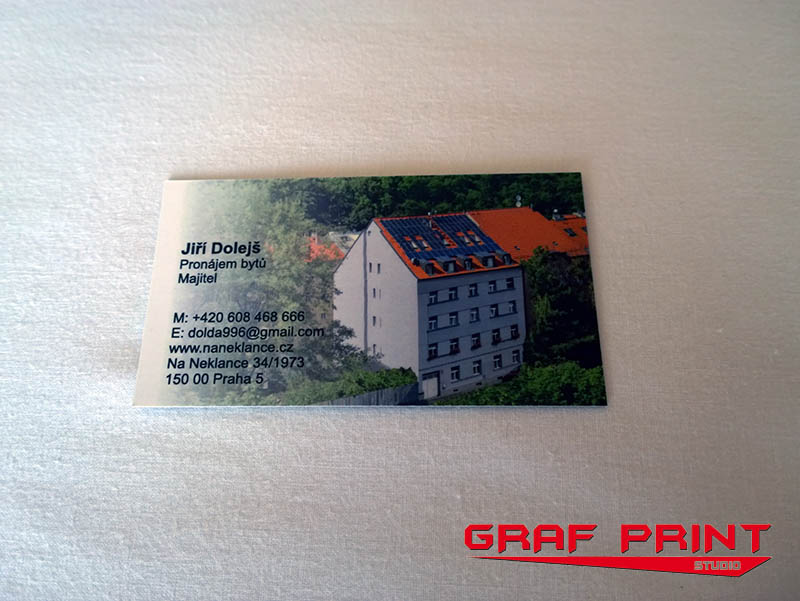 Jiří Dolejš
Pronájem bytů
Majitel
M: +420 608 468 666
E: dolda996@gmail.com
www.naneklance.cz
Na Neklance 34/1973
150 00 Praha 5
GRAF PRINT
STUDIO